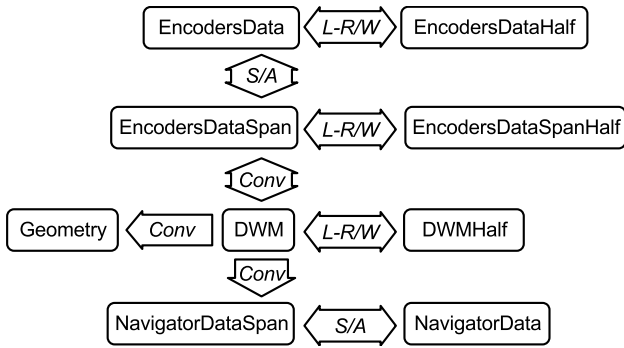 EncodersData L-R/W EncodersDataHalf
S/A
EncodersDataSpan L-R/W EncodersDataSpanHalf
Conv
Geometry Conv DWM L-R/W DWMHalf
Conv
NavigatorDataSpan S/A NavigatorData